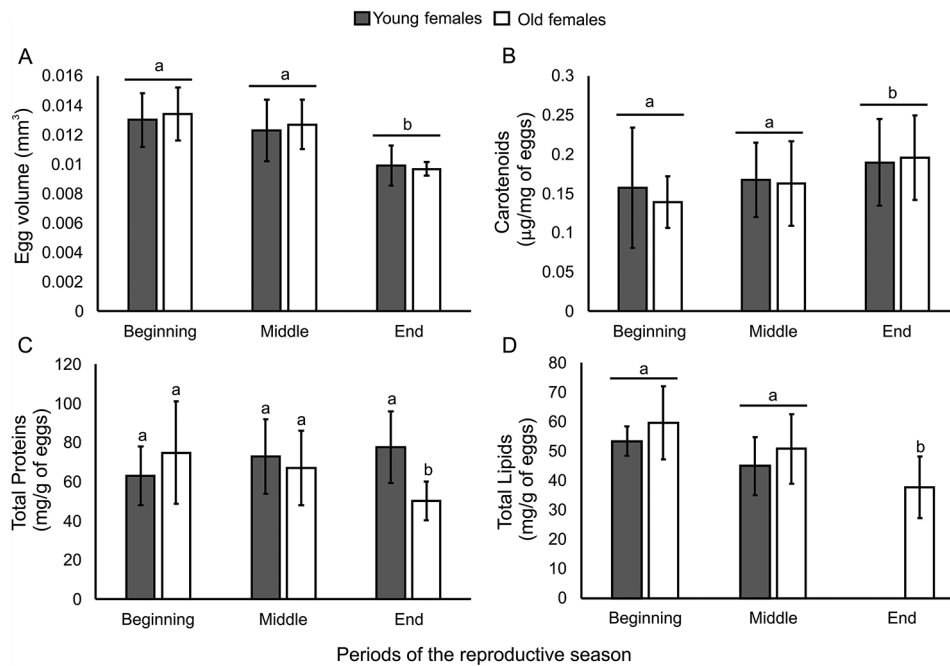 Young females Old females
A
a a b
0.016
0.014
0.012
0.01
0.008
0.006
0.004
0.002
0
Egg volume (mm³)
Beginning Middle End
B
a a b
0.3
0.25
0.2
0.15
0.1
0.05
0
Carotenoids
(µg/mg of eggs)
Beginning Middle End
C
a a a a a b
120
100
80
60
40
20
0
Total Proteins
(mg/g of eggs)
Beginning Middle End
D
a a b
80
70
60
50
40
30
20
10
0
Total Lipids
(mg/g of eggs)
Beginning Middle End
Periods of the reproductive season